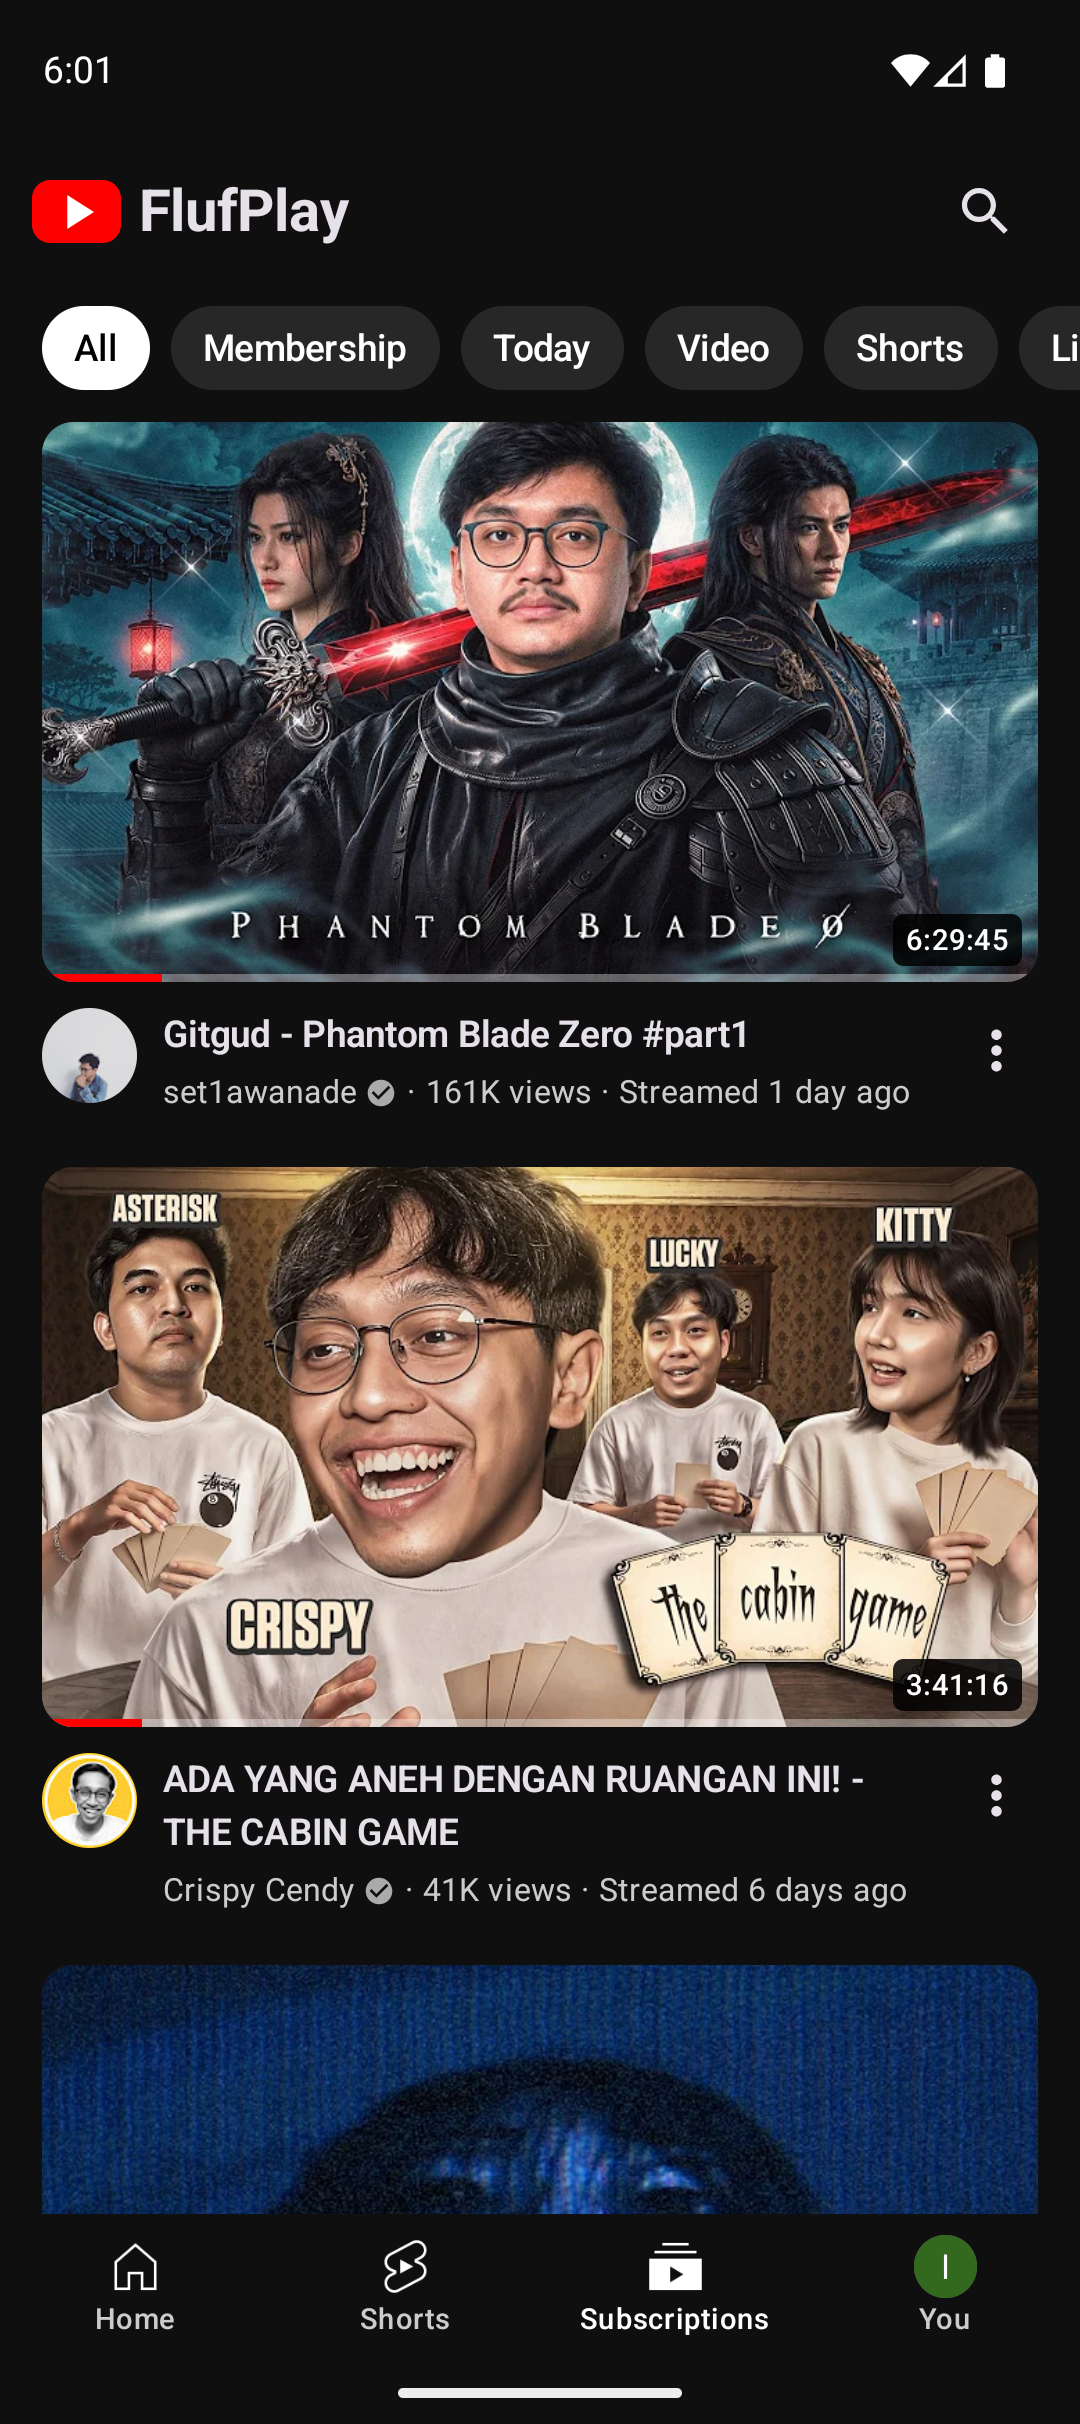 6:01
FlufPlay
All
Membership
Today
Video
Shorts
Li
PHANTOM BLADE 0
6:29:45
Gitgud - Phantom Blade Zero #part1
set1awanade · 161K views · Streamed 1 day ago
ASTERISK
LUCKY
KITTY
CRISPY
the cabin game
3:41:16
ADA YANG ANEH DENGAN RUANGAN INI! -
THE CABIN GAME
Crispy Cendy · 41K views · Streamed 6 days ago
Home
Shorts
Subscriptions
I
You